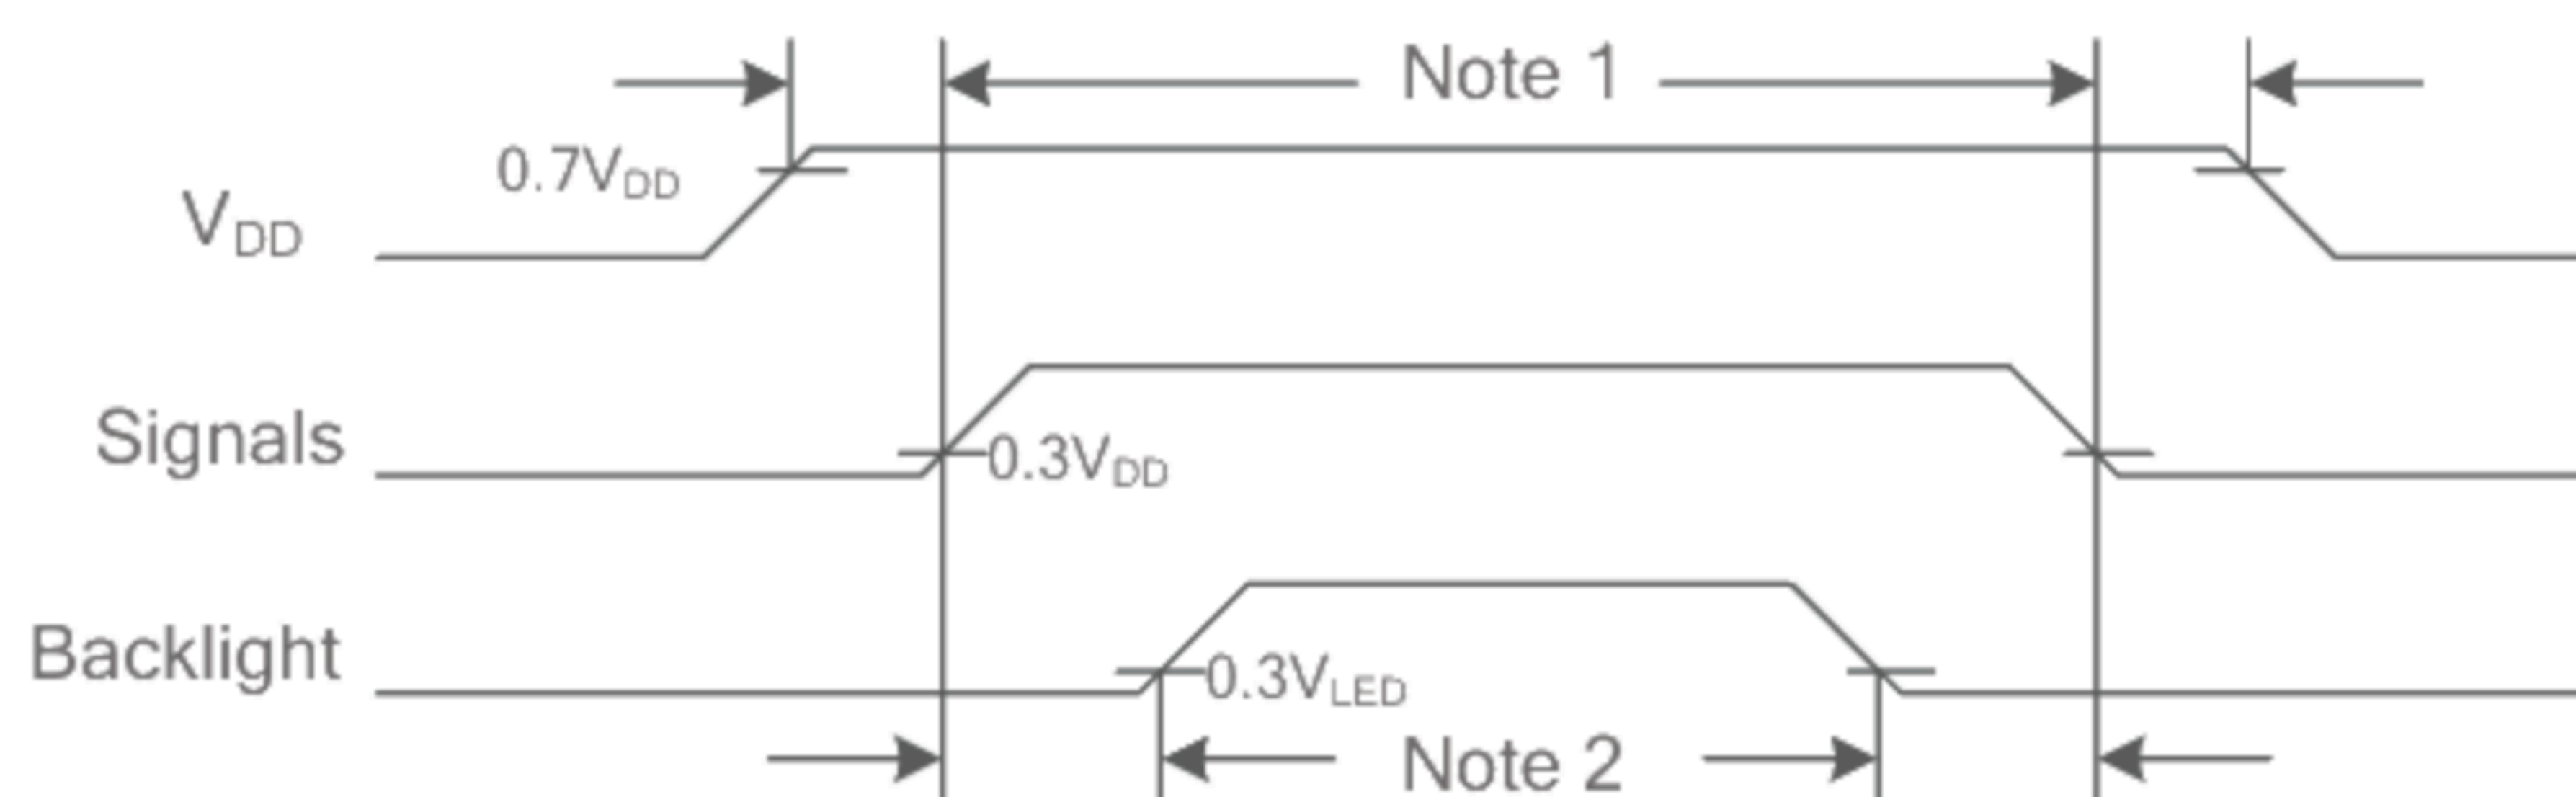 Note 1
0.7VDD
VDD
Signals
0.3VDD
Backlight
0.3VLED
Note 2